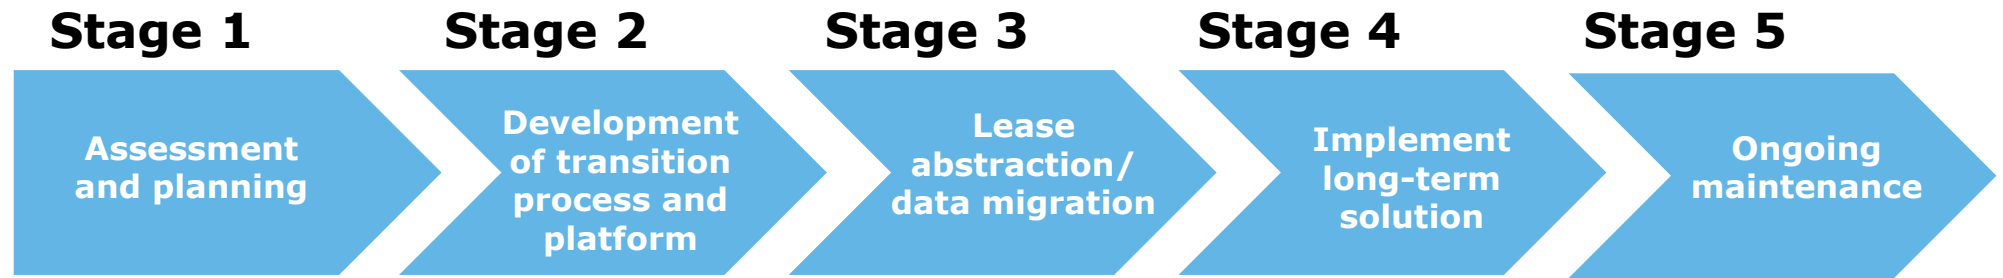 Stage 1
Assessment
and planning
Stage 2
Development
of transition
process and
platform
Stage 3
Lease
abstraction/
data migration
Stage 4
Implement
long-term
solution
Stage 5
Ongoing
maintenance